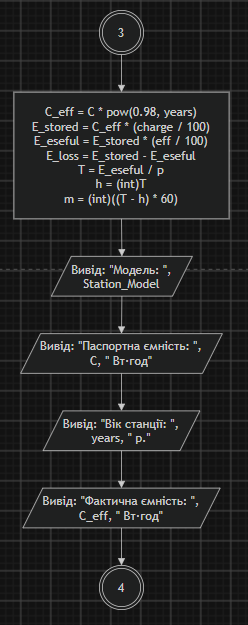 3
C_eff = C * pow(0.98, years)
E_stored = C_eff * (charge / 100)
E_eseful = E_stored * (eff / 100)
E_loss = E_stored - E_eseful
T = E_eseful / p
h = (int)T
m = (int)((T - h) * 60)
Вивід: "Модель: ",
Station_Model
Вивід: "Паспортна ємність: ",
C, " Вт·год"
Вивід: "Вік станції: ",
years, " р."
Вивід: "Фактична ємність: ",
C_eff, " Вт·год"
4